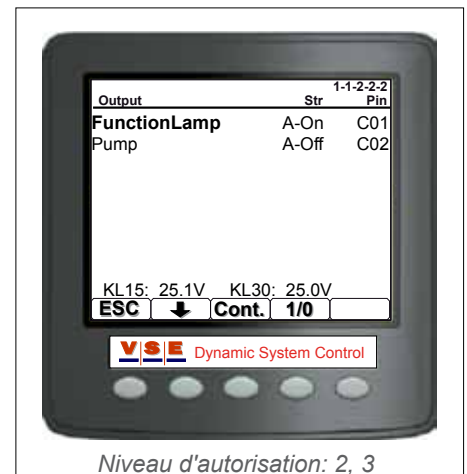 1-1-2-2-2
Output Str Pin
FunctionLamp A-On C01
Pump A-Off C02
KL15: 25.1V KL30: 25.0V
ESC Cont. 1/0
VSE Dynamic System Control
Niveau d'autorisation: 2, 3